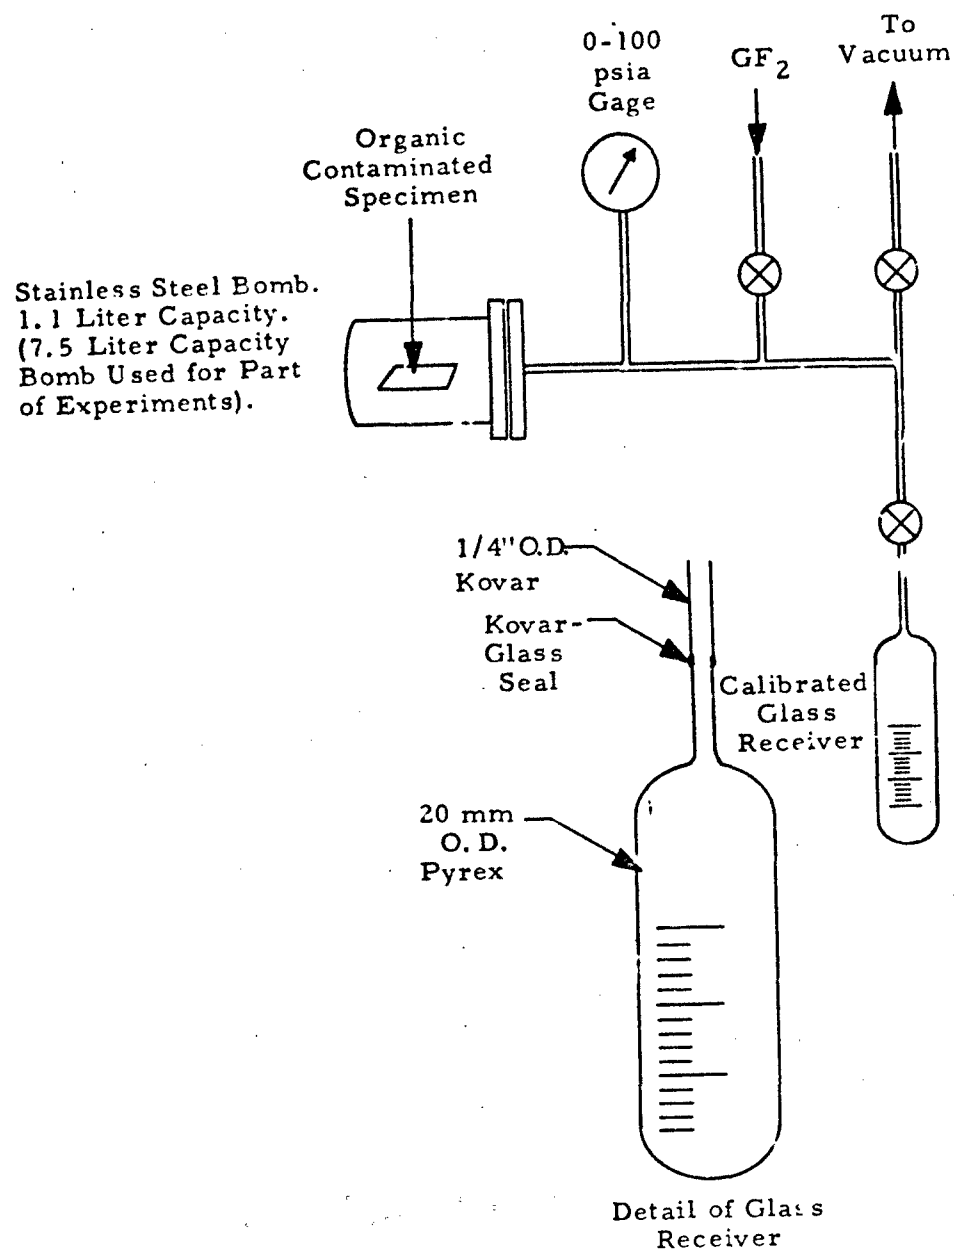 0-100
psia
Gage
GF2
To
Vacuum
Organic
Contaminated
Specimen
Stainless Steel Bomb.
1.1 Liter Capacity.
(7.5 Liter Capacity
Bomb Used for Part
of Experiments).
1/4" O.D.
Kovar
Kovar-
Glass
Seal
Calibrated
Glass
Receiver
20 mm
O.D.
Pyrex
Detail of Glass
Receiver